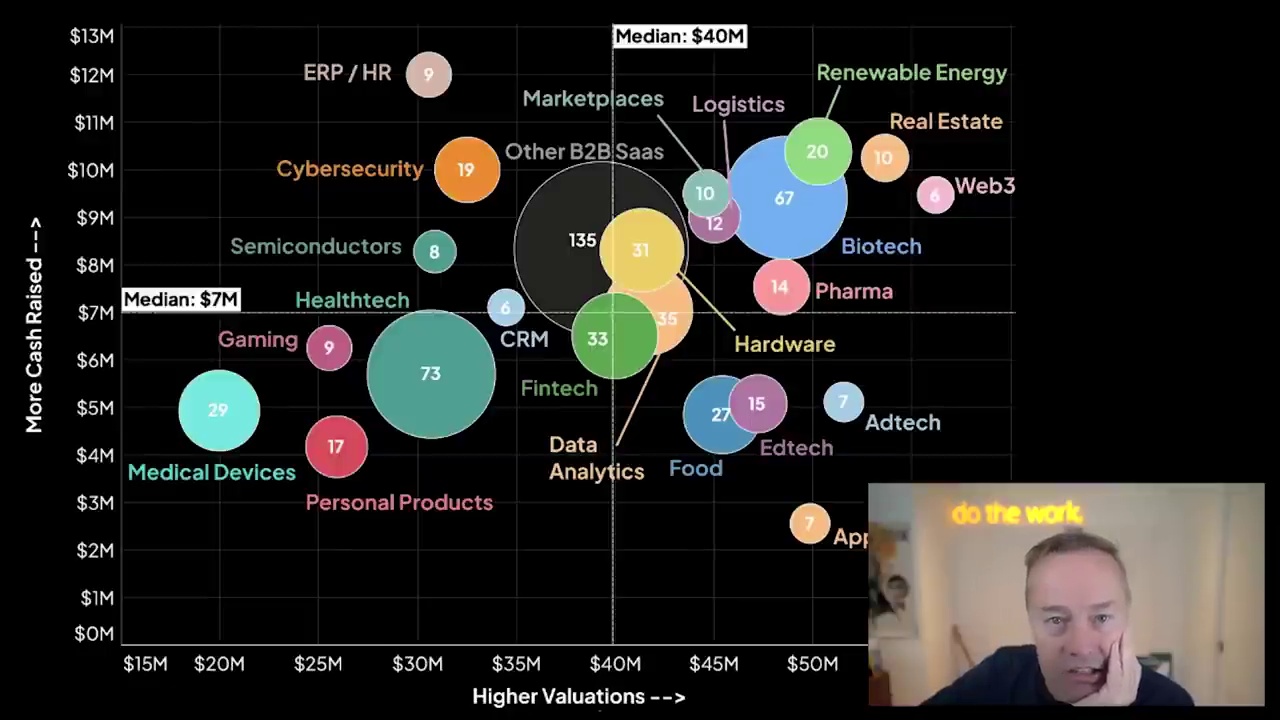 $13M
Median: $40M
ERP / HR
9
$12M
Renewable Energy
Marketplaces
Logistics
$11M
Real Estate
Other B2B Saas
20
10
$10M
Cybersecurity
19
Web3
10
67
6
$9M
12
135
31
Semiconductors
8
Biotech
$8M
14
Pharma
Median: $7M
Healthtech
6
$7M
35
Gaming
9
CRM
33
Hardware
$6M
73
Fintech
29
27
15
7
$5M
Adtech
17
Data
Analytics
Edtech
$4M
Medical Devices
Food
Personal Products
$3M
7
do the work.
$2M
$1M
$0M
$15M
$20M
$25M
$30M
$35M
$40M
$45M
$50M
Higher Valuations -->
More Cash Raised -->